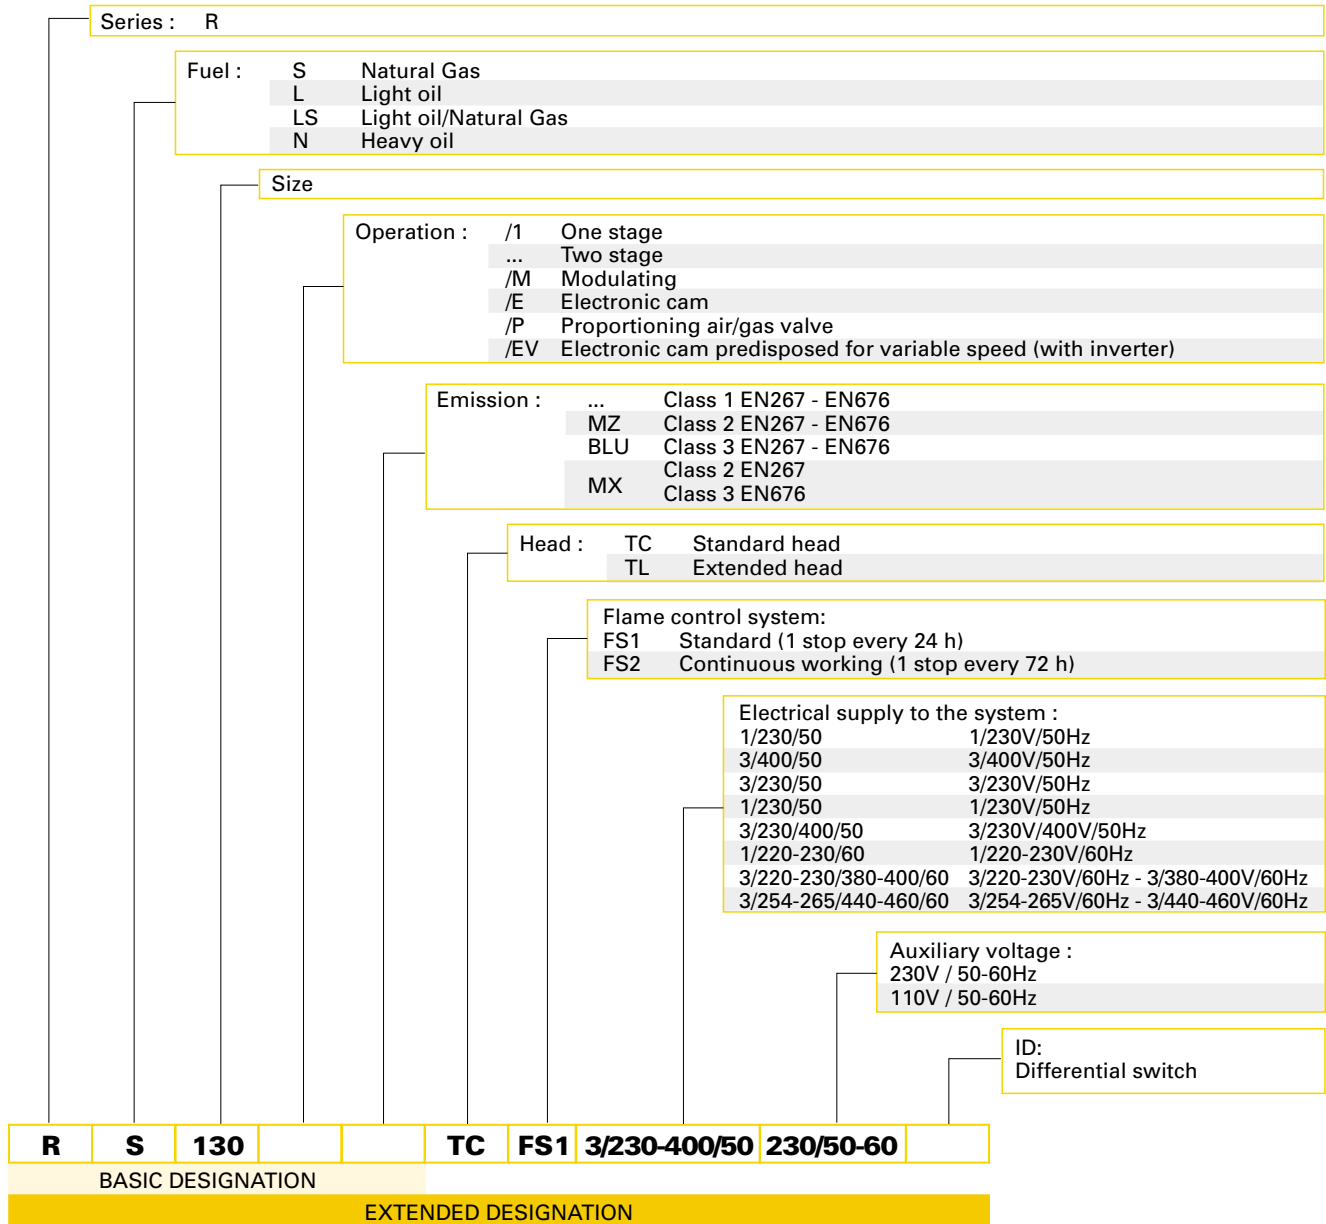 Series : R
Fuel : S Natural Gas
L Light oil
LS Light oil/Natural Gas
N Heavy oil
Size
Operation : /1 One stage
... Two stage
/M Modulating
/E Electronic cam
/P Proportioning air/gas valve
/EV Electronic cam predisposed for variable speed (with inverter)
Emission : ... Class 1 EN267 - EN676
MZ Class 2 EN267 - EN676
BLU Class 3 EN267 - EN676
MX Class 2 EN267
Class 3 EN676
Head : TC Standard head
TL Extended head
Flame control system:
FS1 Standard (1 stop every 24 h)
FS2 Continuous working (1 stop every 72 h)
Electrical supply to the system :
1/230/50 1/230V/50Hz
3/400/50 3/400V/50Hz
3/230/50 3/230V/50Hz
1/230/50 1/230V/50Hz
3/230/400/50 3/230V/400V/50Hz
1/220-230/60 1/220-230V/60Hz
3/220-230/380-400/60 3/220-230V/60Hz - 3/380-400V/60Hz
3/254-265/440-460/60 3/254-265V/60Hz - 3/440-460V/60Hz
Auxiliary voltage :
230V / 50-60Hz
110V / 50-60Hz
ID:
Differential switch
R S 130 TC FS1 3/230-400/50 230/50-60
BASIC DESIGNATION
EXTENDED DESIGNATION